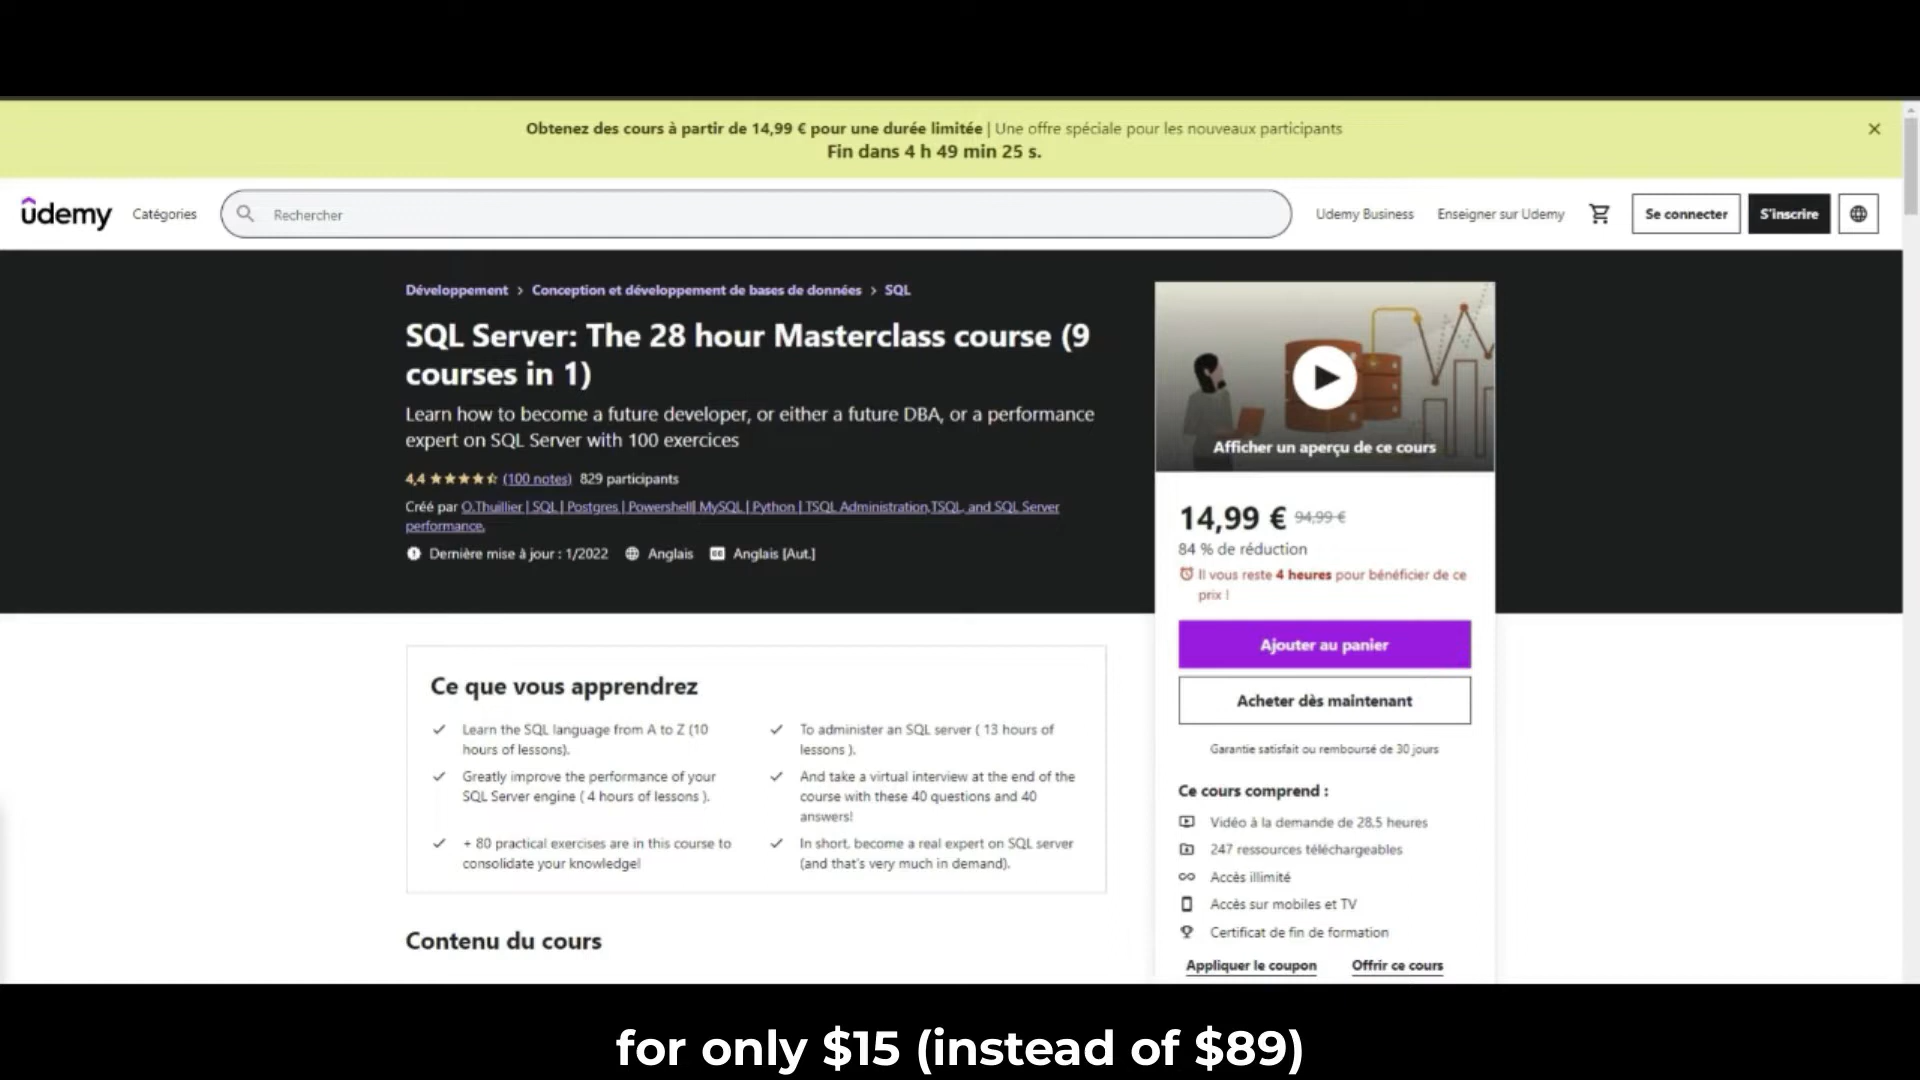 Obtenez des cours à partir de 14,99 € pour une durée limitée | Une offre spéciale pour les nouveaux participants
Fin dans 4 h 49 min 25 s.
ûdemy
Catégories
Rechercher
Udemy Business
Enseigner sur Udemy
Se connecter
S'inscrire
Développement > Conception et développement de bases de données > SQL
SQL Server: The 28 hour Masterclass course (9
courses in 1)
Learn how to become a future developer, or either a future DBA, or a performance
expert on SQL Server with 100 exercices
4,4 (100 notes) 829 participants
Créé par O.Thuillier | SQL | Postgres | Powershell| MySQL | Python | TSQL Administration,TSQL, and SQL Server
performance.
Dernière mise à jour : 1/2022
Anglais
Anglais [Aut.]
Afficher un aperçu de ce cours
14,99 € 94,99 €
84 % de réduction
Il vous reste 4 heures pour bénéficier de ce
prix !
Ajouter au panier
Acheter dès maintenant
Garantie satisfait ou remboursé de 30 jours
Ce cours comprend :
Vidéo à la demande de 28,5 heures
247 ressources téléchargeables
Accès illimité
Accès sur mobiles et TV
Certificat de fin de formation
Appliquer le coupon
Offrir ce cours
Ce que vous apprendrez
Learn the SQL language from A to Z (10
hours of lessons).
Greatly improve the performance of your
SQL Server engine ( 4 hours of lessons ).
+ 80 practical exercises are in this course to
consolidate your knowledge!
To administer an SQL server ( 13 hours of
lessons ).
And take a virtual interview at the end of the
course with these 40 questions and 40
answers!
In short, become a real expert on SQL server
(and that's very much in demand).
Contenu du cours
for only $15 (instead of $89)